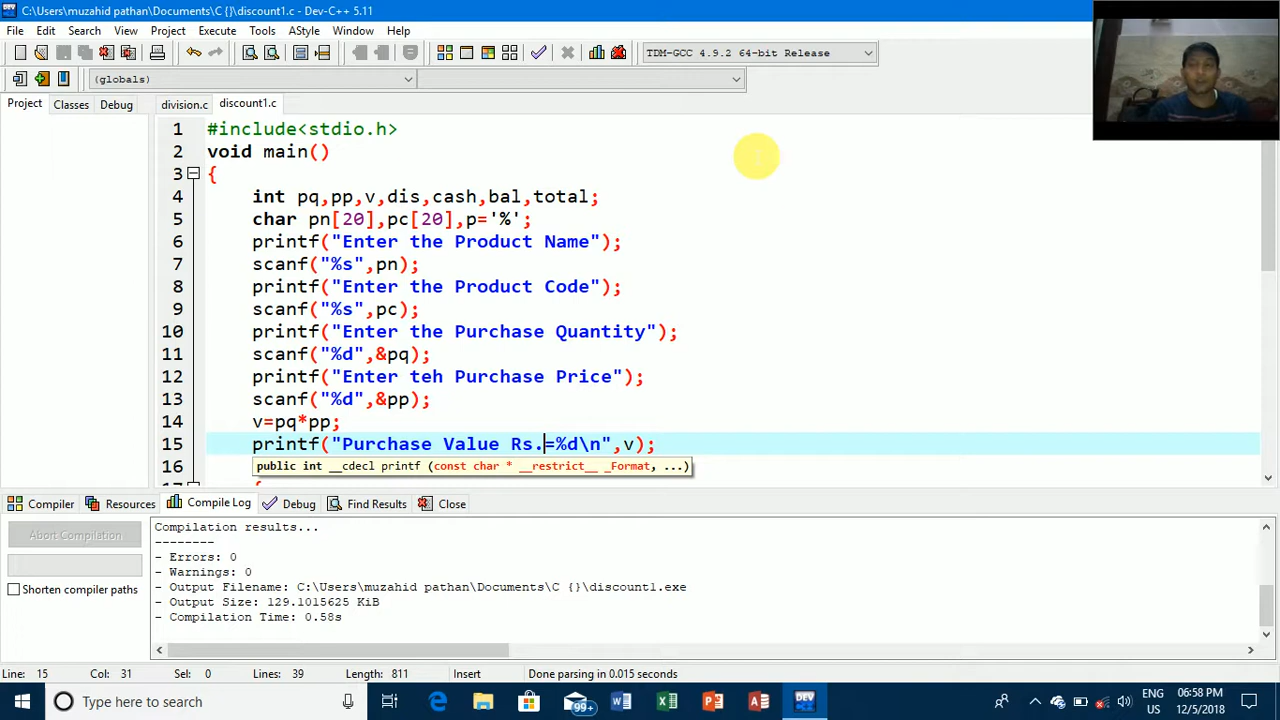 C:\Users\muzahid pathan\Documents\C {}\discount1.c - Dev-C++ 5.11
File Edit Search View Project Execute Tools AStyle Window Help
TDM-GCC 4.9.2 64-bit Release
(globals)
Project Classes Debug division.c discount1.c
1 #include<stdio.h>
2 void main()
3 {
4 int pq,pp,v,dis,cash,bal,total;
5 char pn[20],pc[20],p='%';
6 printf("Enter the Product Name");
7 scanf("%s",pn);
8 printf("Enter the Product Code");
9 scanf("%s",pc);
10 printf("Enter the Purchase Quantity");
11 scanf("%d",&pq);
12 printf("Enter teh Purchase Price");
13 scanf("%d",&pp);
14 v=pq*pp;
15 printf("Purchase Value Rs.=%d\n",v);
16 public int __cdecl printf (const char * __restrict__ _Format, ...)
Compiler Resources Compile Log Debug Find Results Close
Abort Compilation
Shorten compiler paths
Compilation results...
--------
- Errors: 0
- Warnings: 0
- Output Filename: C:\Users\muzahid pathan\Documents\C {}\discount1.exe
- Output Size: 129.1015625 KiB
- Compilation Time: 0.58s
Line: 15 Col: 31 Sel: 0 Lines: 39 Length: 811 Insert Done parsing in 0.015 seconds
Type here to search
99+
ENG
US
06:58 PM
12/5/2018